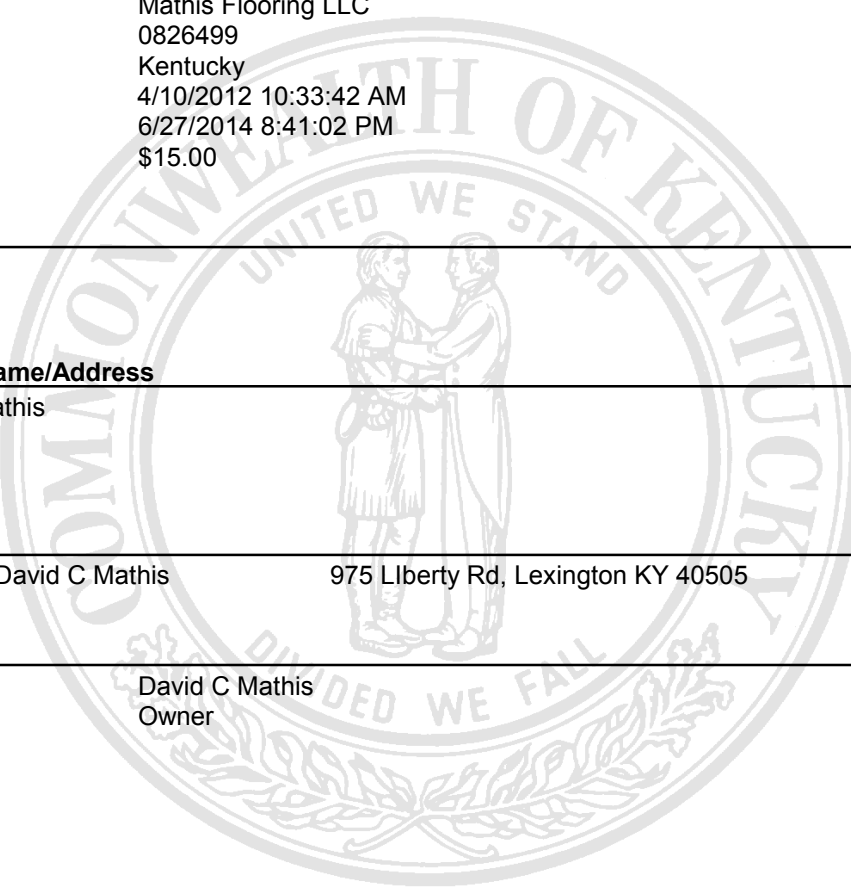 Mathis Flooring LLC
0826499
Kentucky
4/10/2012 10:33:42 AM
6/27/2014 8:41:02 PM
$15.00
COMMONWEALTH OF KENTUCKY
UNITED WE STAND
ame/Address
athis
David C Mathis 975 LIberty Rd, Lexington KY 40505
DIVIDED WE FALL
David C Mathis
Owner